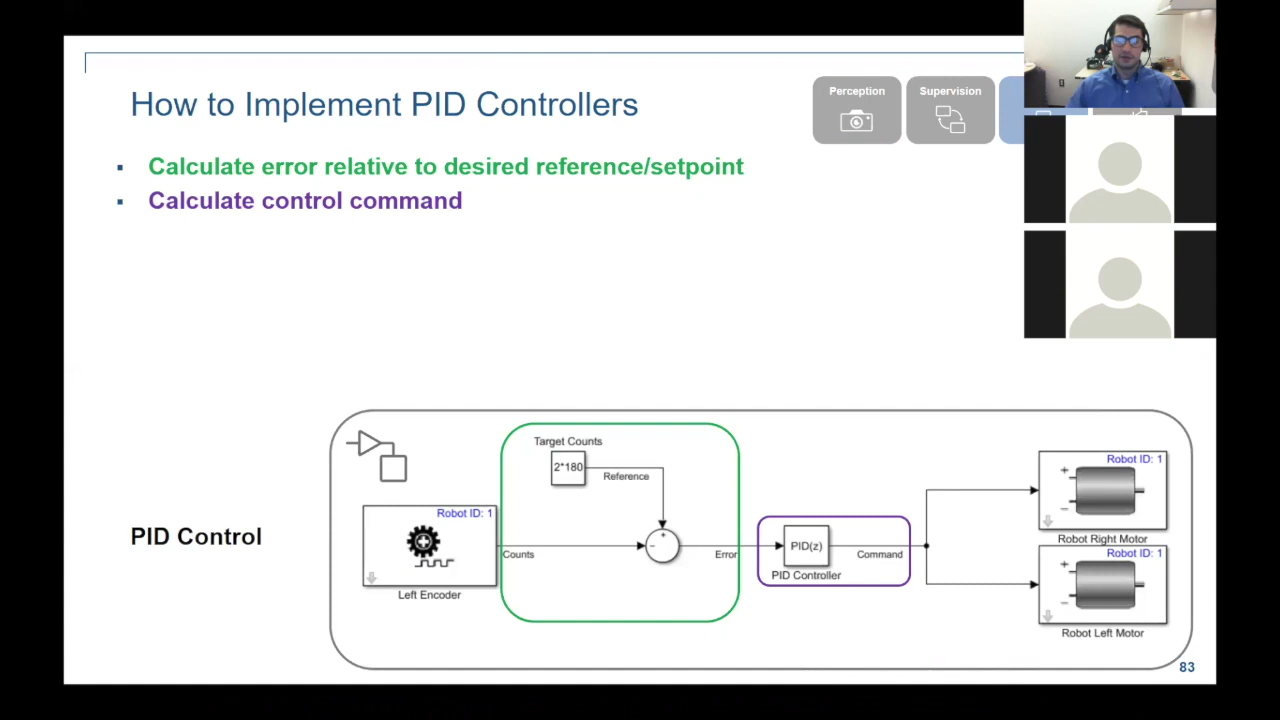 How to Implement PID Controllers
Perception
Supervision
▪ Calculate error relative to desired reference/setpoint
▪ Calculate control command
PID Control
Robot ID: 1
Left Encoder
Counts
Target Counts
2*180
Reference
+
−
Error
PID(z)
PID Controller
Command
Robot ID: 1
+
−
Robot Right Motor
Robot ID: 1
+
−
Robot Left Motor
83